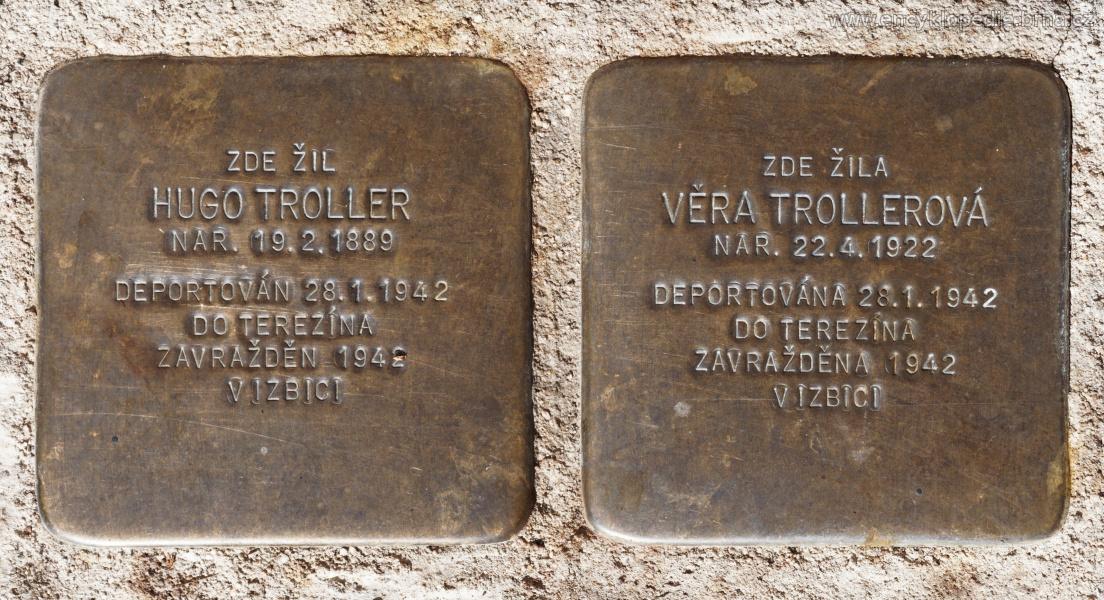 www.encyklopedie.brna.cz
ZDE ŽIL
HUGO TROLLER
NAR. 19.2.1889
DEPORTOVÁN 28.1.1942
DO TEREZÍNA
ZAVRAŽDĚN 1942
V IZBICI
ZDE ŽILA
VĚRA TROLLEROVÁ
NAR. 22.4.1922
DEPORTOVÁNA 28.1.1942
DO TEREZÍNA
ZAVRAŽDĚNA 1942
V IZBICI